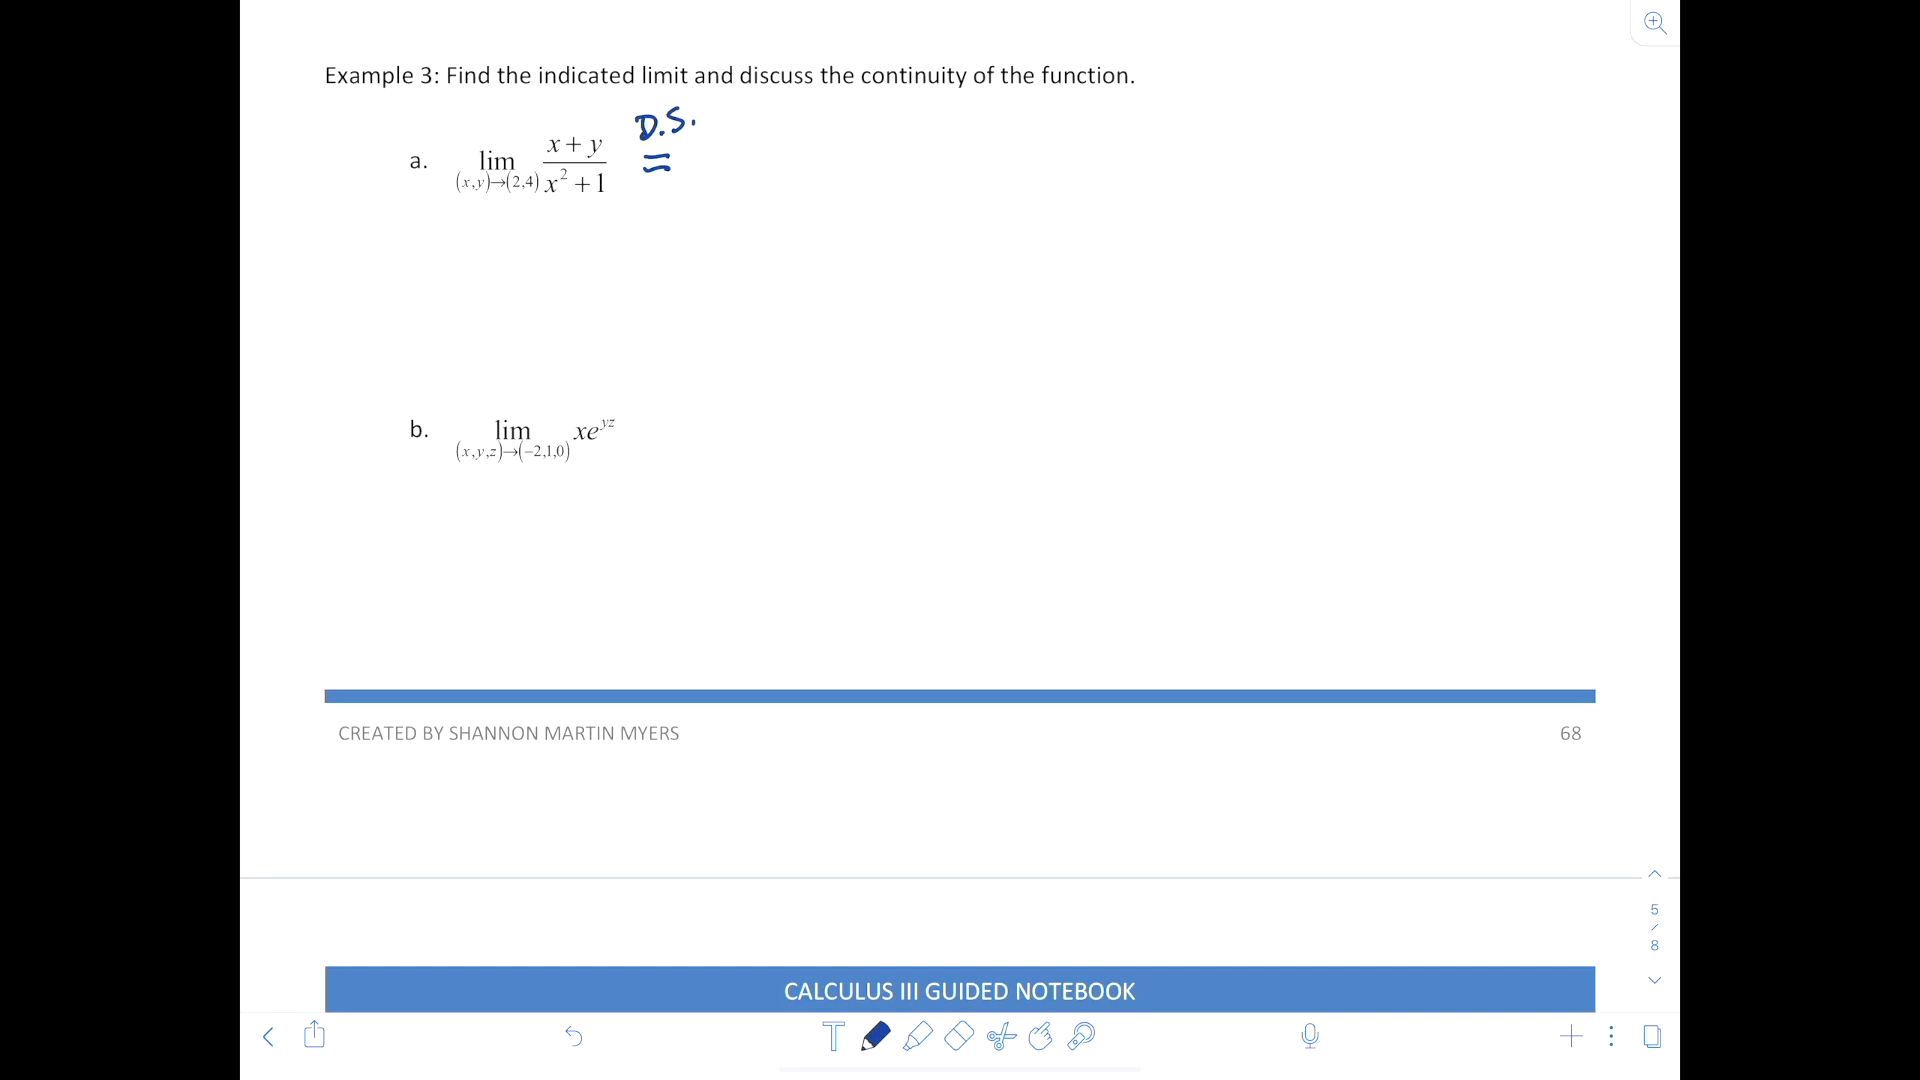 Example 3: Find the indicated limit and discuss the continuity of the function.
D.S.
a. lim (x,y)→(2,4) x + y / x² + 1 =
b. lim (x,y,z)→(−2,1,0) xe^{yz}
CREATED BY SHANNON MARTIN MYERS 68
5
/
8
CALCULUS III GUIDED NOTEBOOK
T